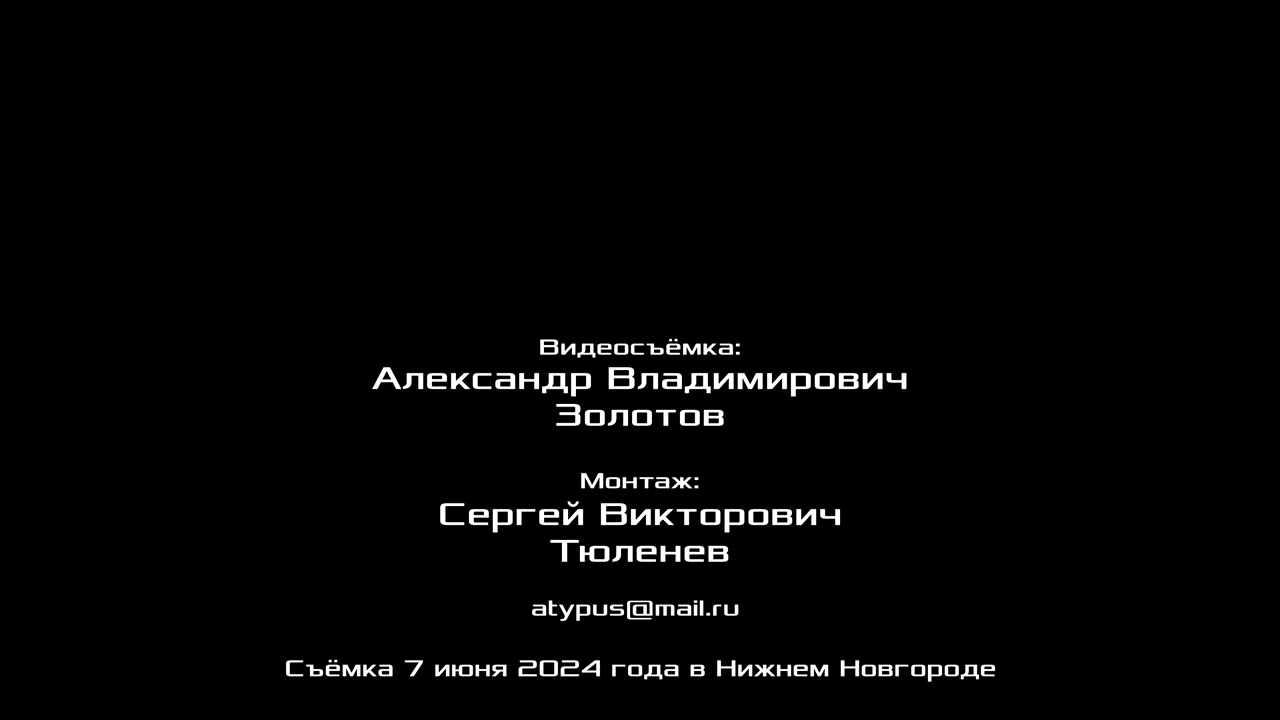 Видеосъёмка:
Александр Владимирович
Золотов
Монтаж:
Сергей Викторович
Тюленев
atypus@mail.ru
Съёмка 7 июня 2024 года в Нижнем Новгороде